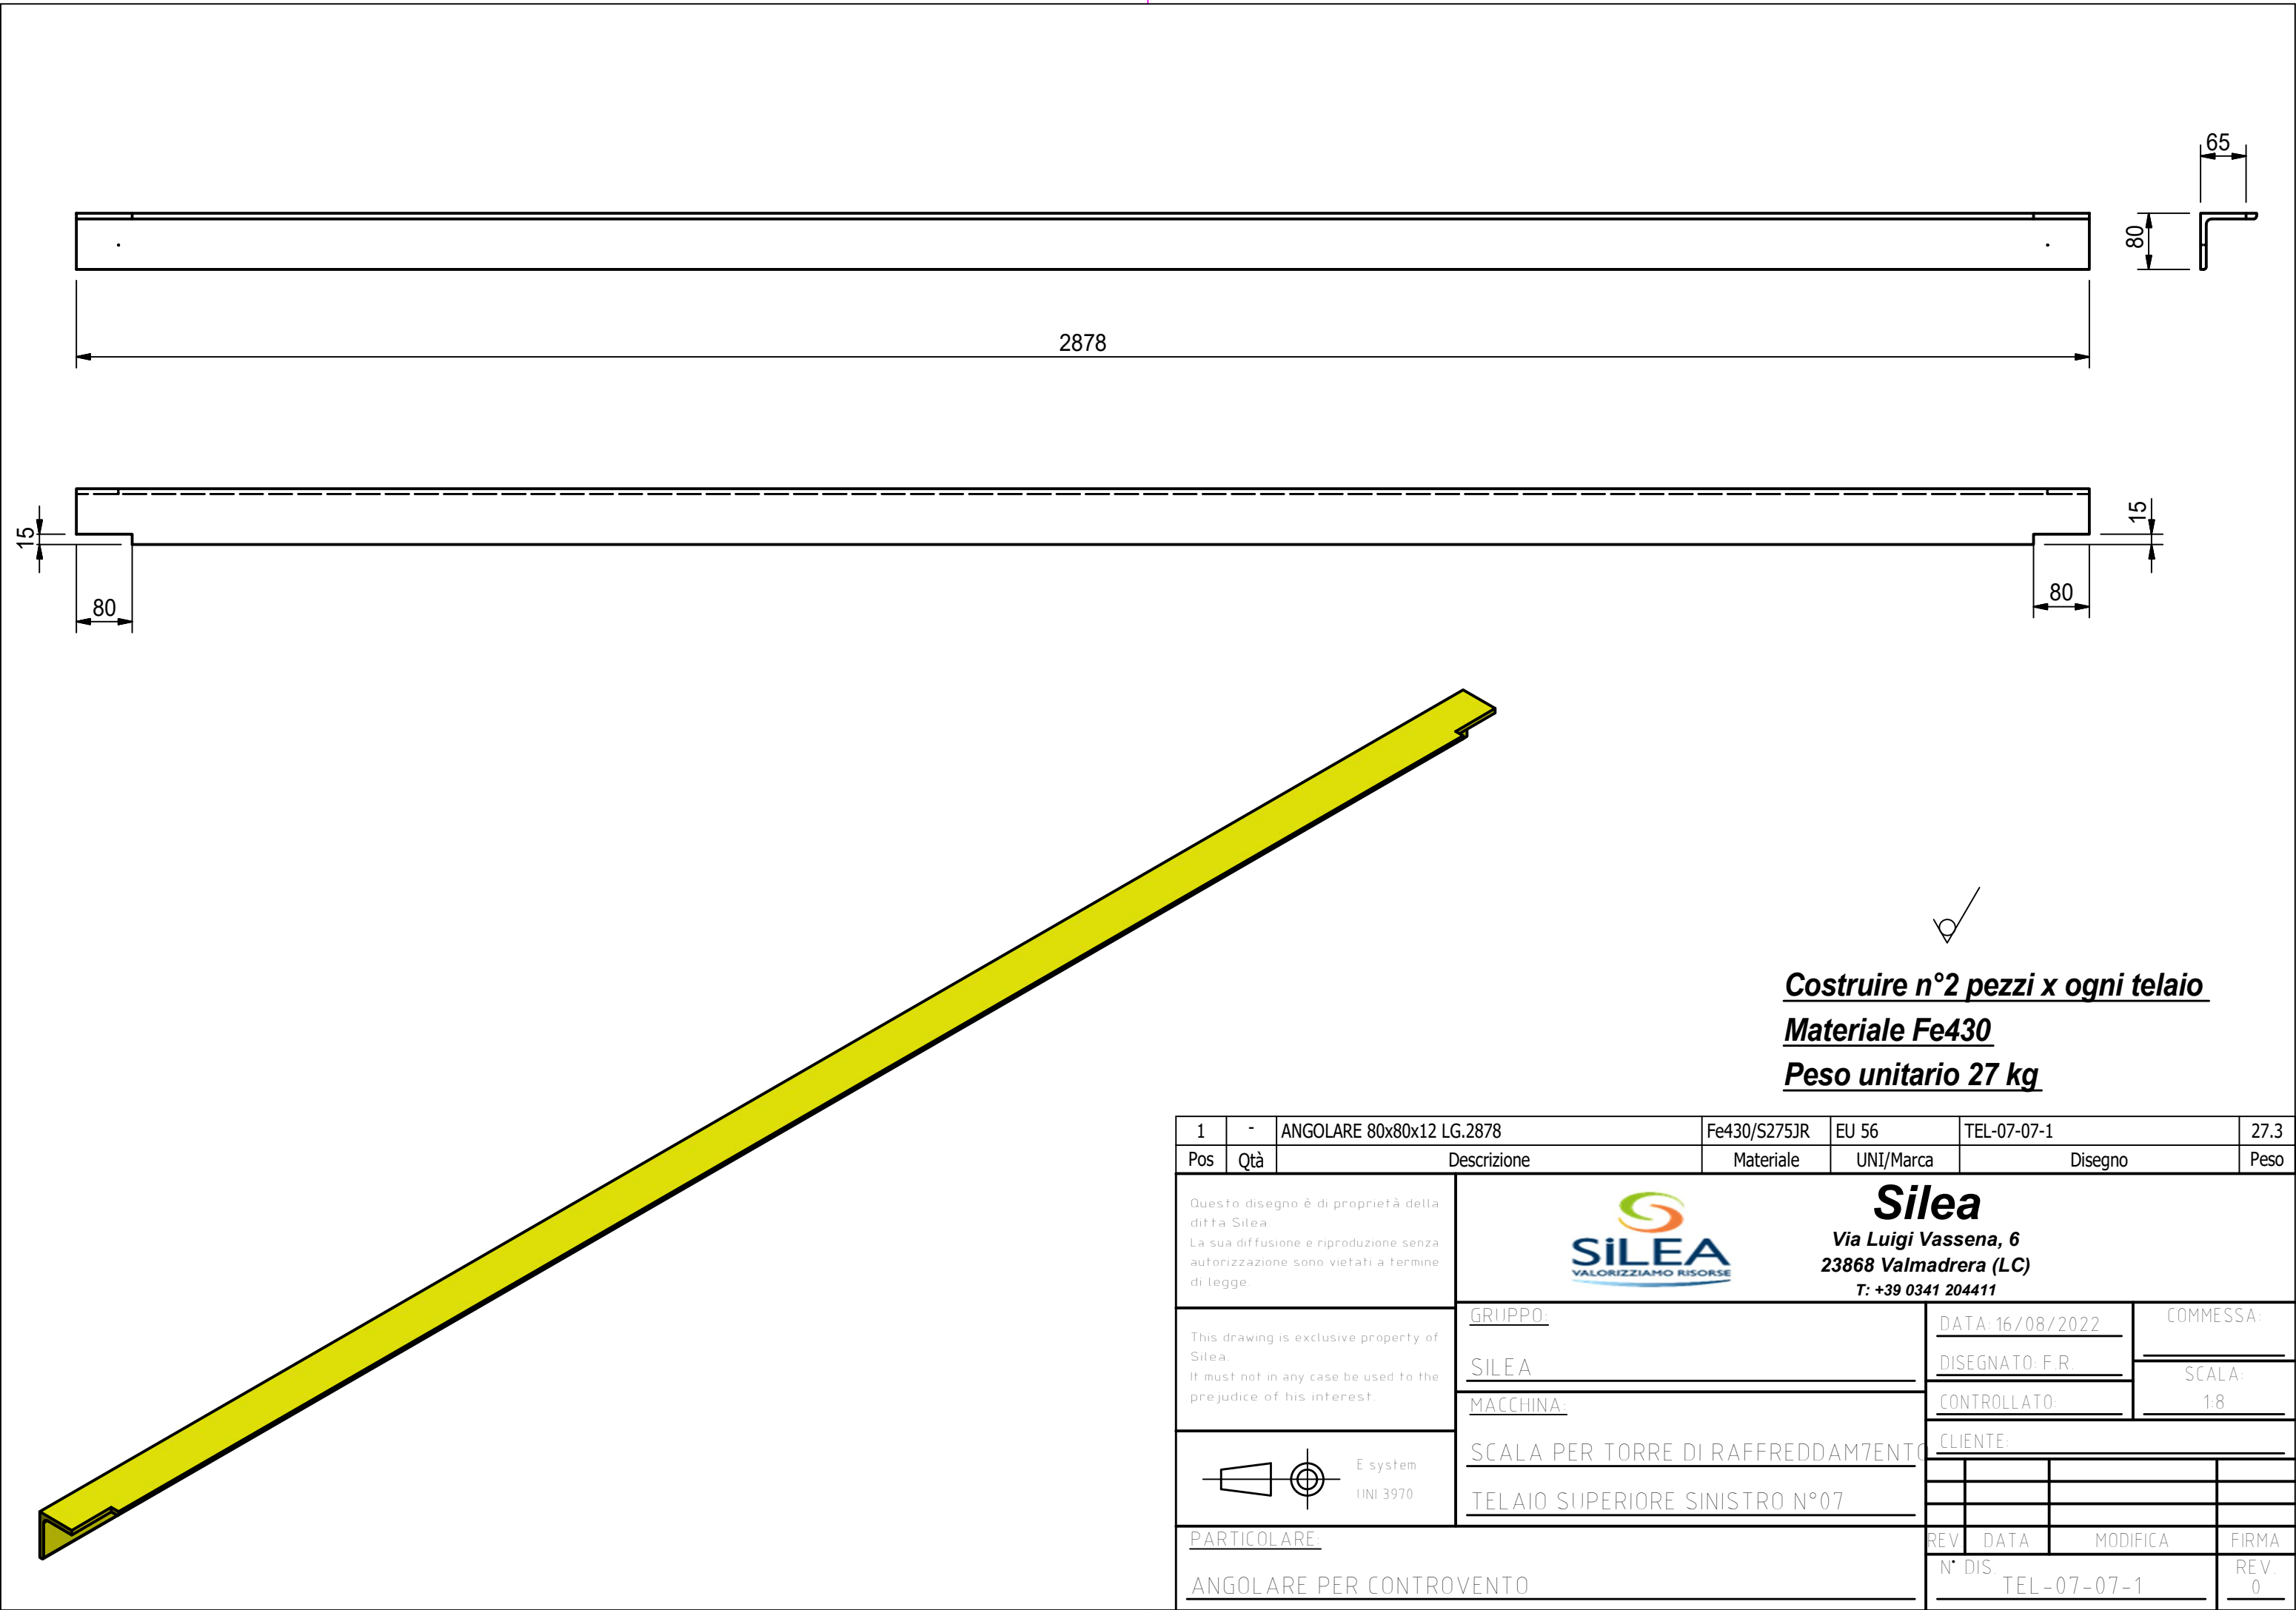 65
80
2878
15
15
80
80
Costruire n°2 pezzi x ogni telaio
Materiale Fe430
Peso unitario 27 kg
1 - ANGOLARE 80x80x12 LG.2878 Fe430/S275JR EU 56 TEL-07-07-1 27.3
Pos Qtà Descrizione Materiale UNI/Marca Disegno Peso
Questo disegno è di proprietà della
ditta Silea
La sua diffusione e riproduzione senza
autorizzazione sono vietati a termine
di legge.
This drawing is exclusive property of
Silea.
It must not in any case be used to the
prejudice of his interest.
E system
UNI 3970
SiLEA
VALORIZZIAMO RISORSE
Silea
Via Luigi Vassena, 6
23868 Valmadrera (LC)
T: +39 0341 204411
GRUPPO:
SILEA
MACCHINA:
SCALA PER TORRE DI RAFFREDDAM7ENTO
TELAIO SUPERIORE SINISTRO N°07
DATA: 16/08/2022
DISEGNATO: F.R.
CONTROLLATO:
COMMESSA:
SCALA:
1:8
CLIENTE:
REV DATA MODIFICA FIRMA
PARTICOLARE:
ANGOLARE PER CONTROVENTO
N° DIS.
TEL-07-07-1
REV.
0